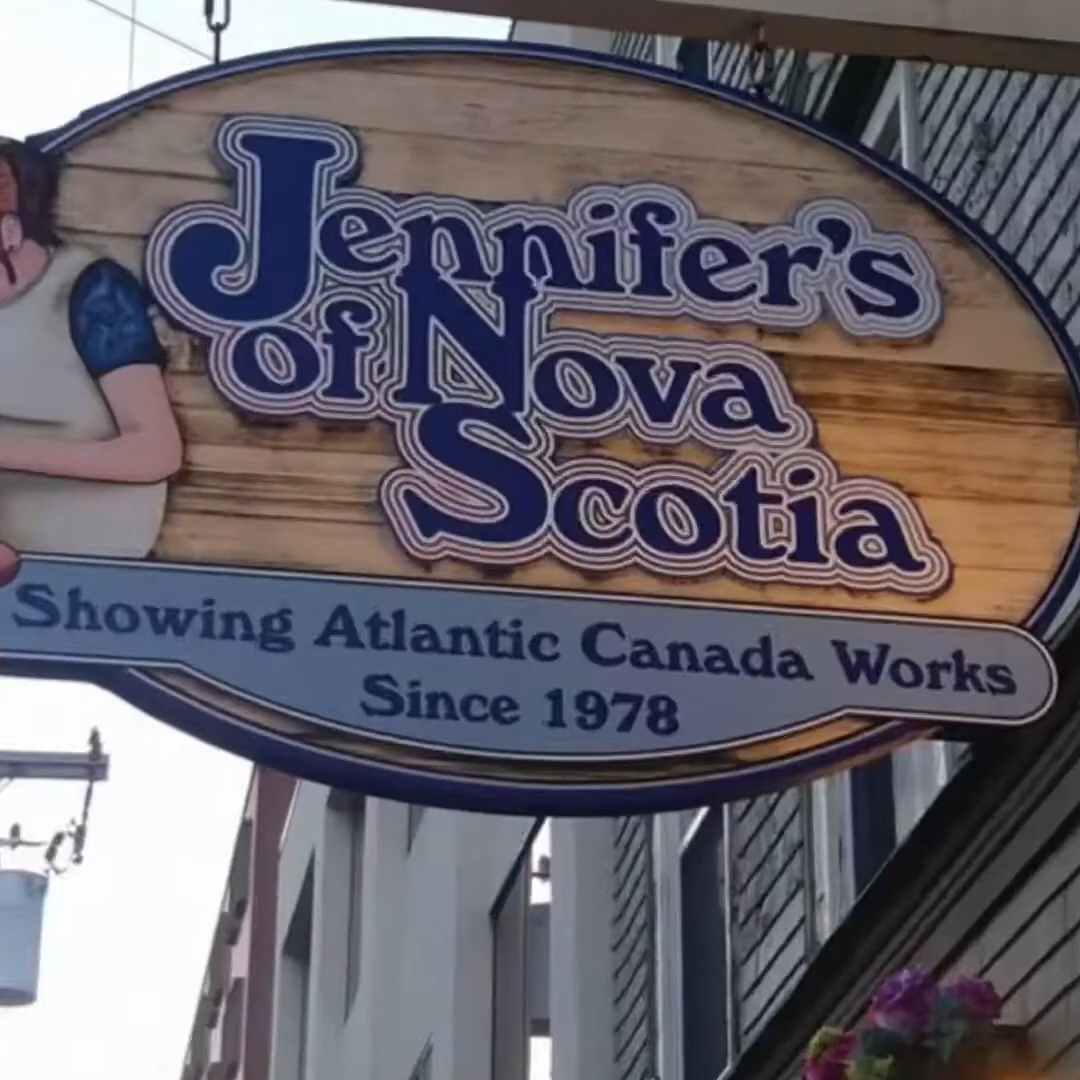 Jennifer's
of Nova
Scotia
Showing Atlantic Canada Works
Since 1978